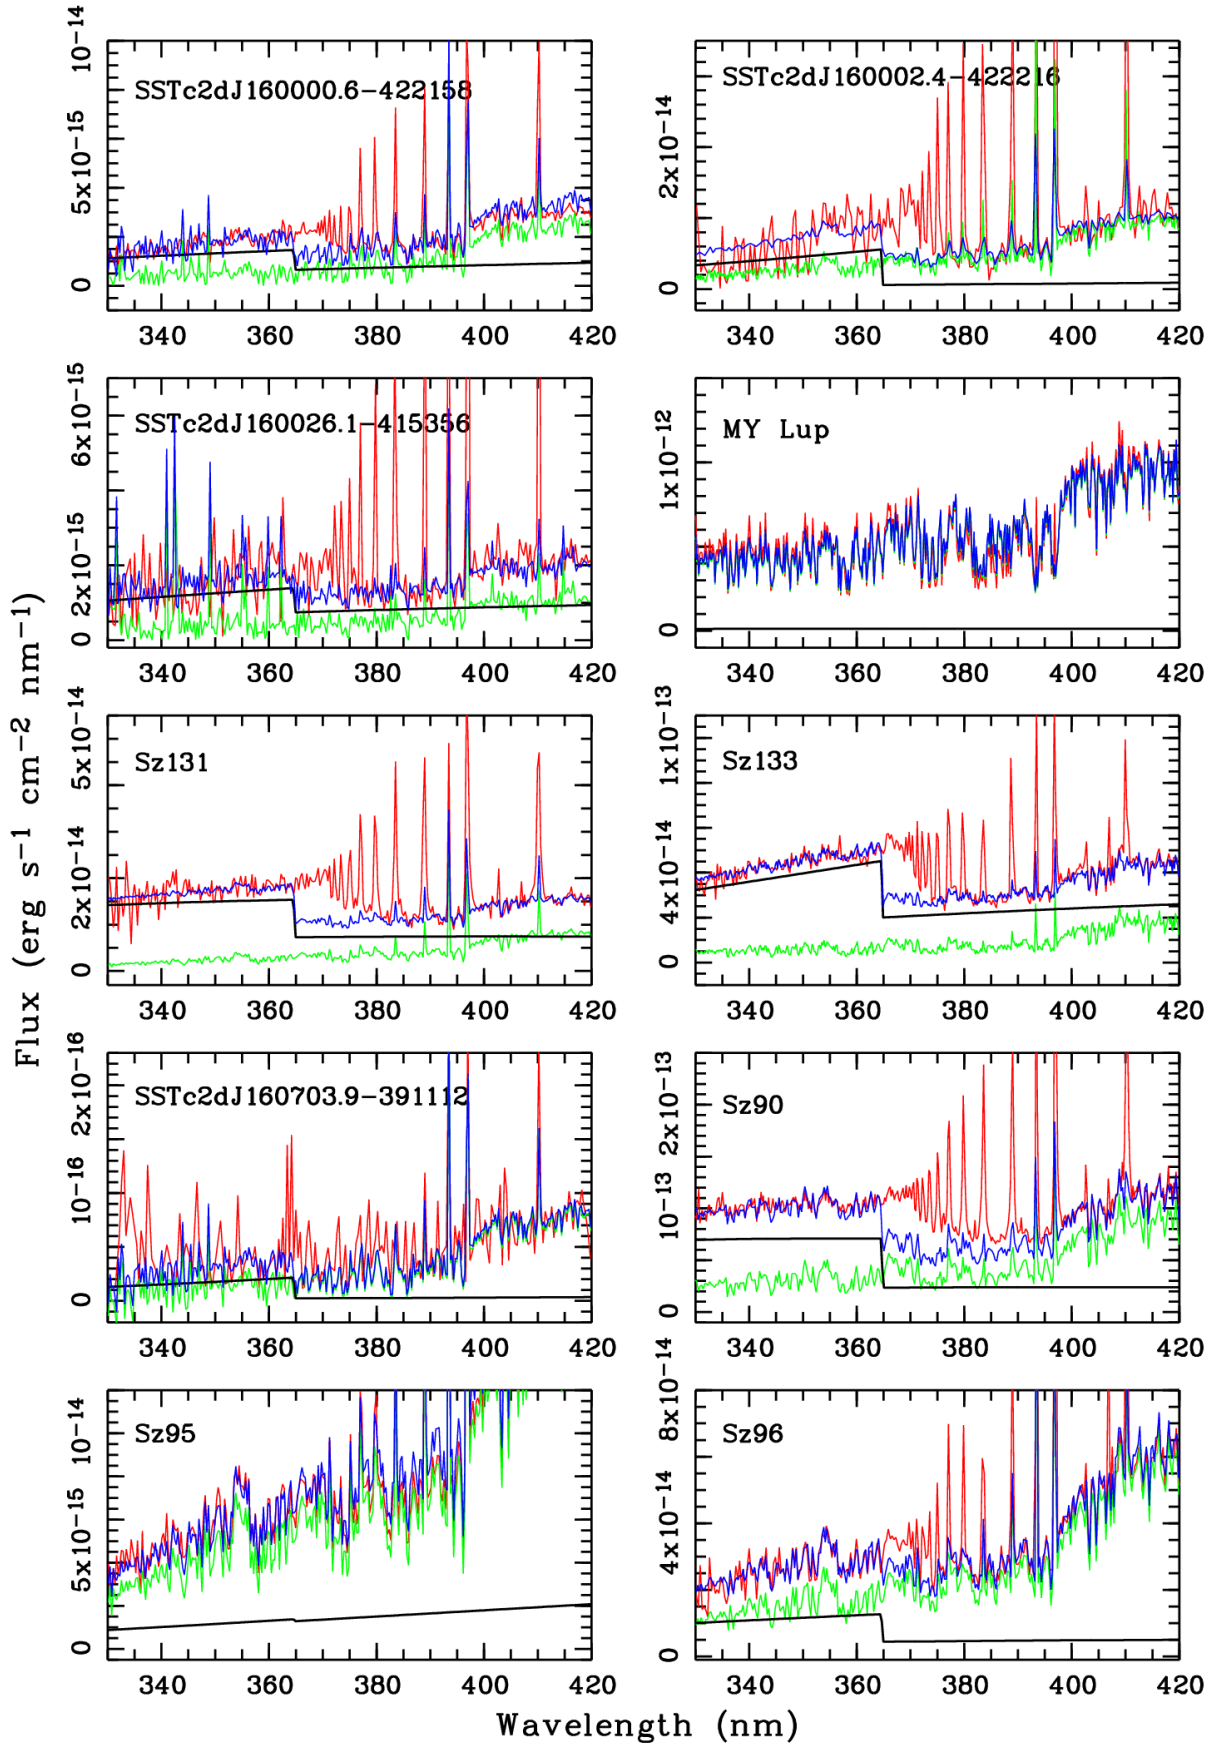 Flux (erg s−1 cm−2 nm−1)
SSTc2dJ160000.6−422158
10−14
5x10−15
0
340 360 380 400 420
SSTc2dJ160002.4−422216
2x10−14
0
340 360 380 400 420
SSTc2dJ160026.1−415356
6x10−15
2x10−15
0
340 360 380 400 420
MY Lup
1x10−12
0
340 360 380 400 420
Sz131
5x10−14
2x10−14
0
340 360 380 400 420
Sz133
1x10−13
4x10−14
0
340 360 380 400 420
SSTc2dJ160703.9−391112
2x10−16
10−16
0
340 360 380 400 420
Sz90
2x10−13
10−13
0
340 360 380 400 420
Sz95
10−14
5x10−15
0
340 360 380 400 420
Sz96
8x10−14
4x10−14
0
340 360 380 400 420
Wavelength (nm)